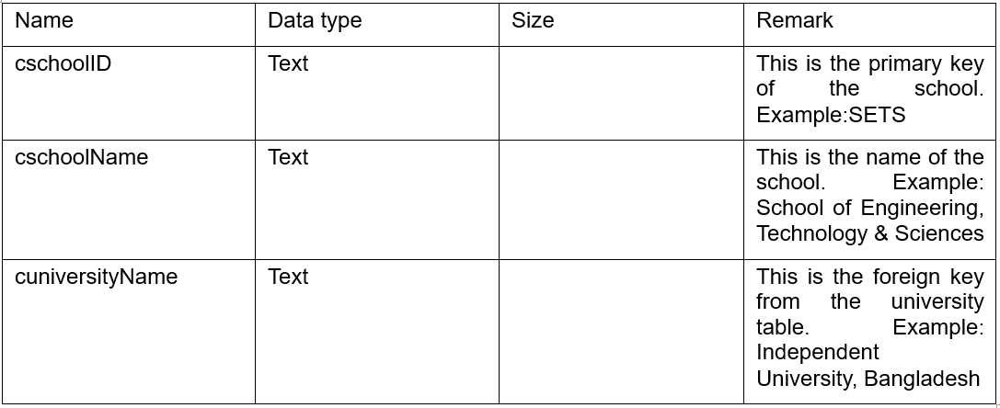 Name Data type Size Remark
cschoolID Text This is the primary key
of the school.
Example:SETS
cschoolName Text This is the name of the
school. Example:
School of Engineering,
Technology & Sciences
cuniversityName Text This is the foreign key
from the university
table. Example:
Independent
University, Bangladesh